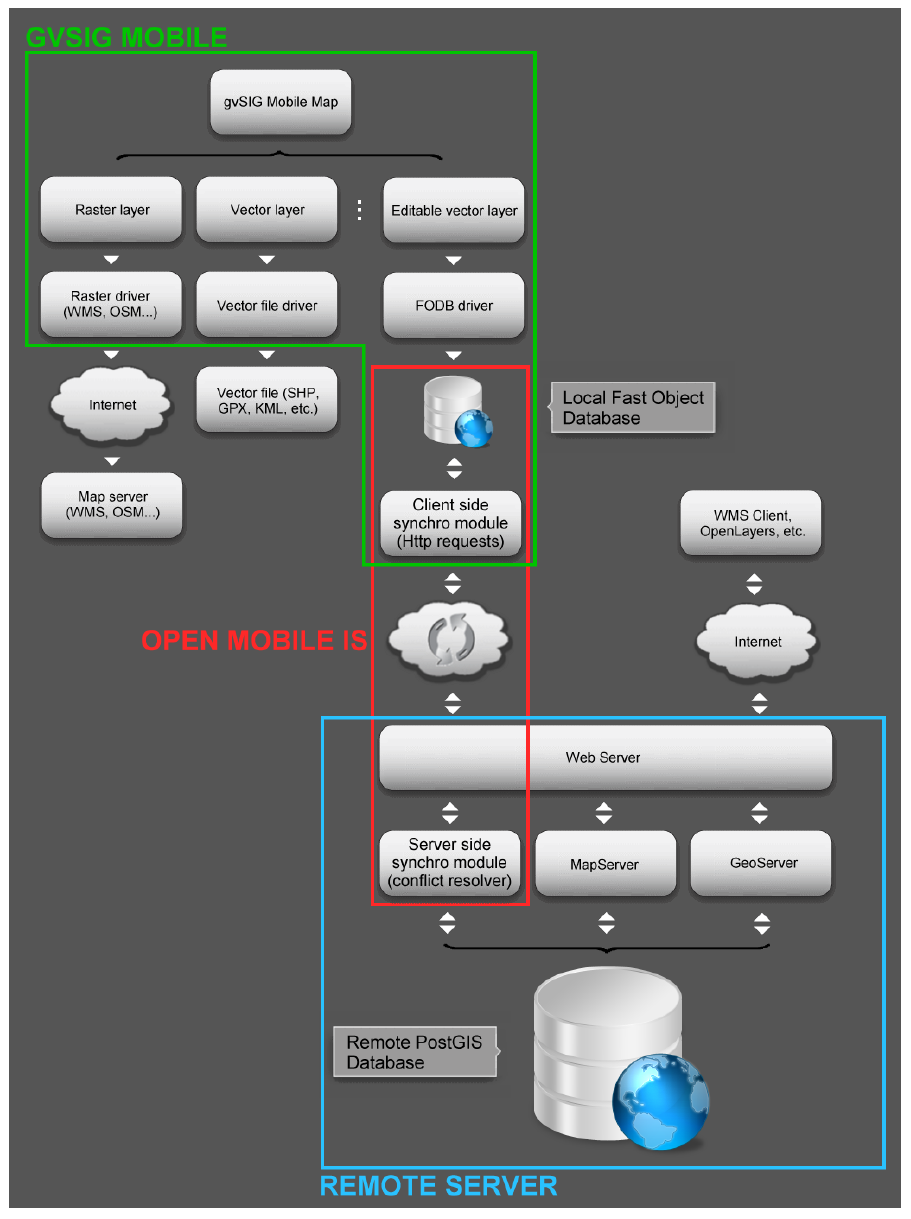 GVSIG MOBILE
gvSIG Mobile Map
Raster layer
Vector layer
Editable vector layer
Raster driver
(WMS, OSM...)
Vector file driver
FODB driver
Internet
Vector file (SHP,
GPX, KML, etc.)
Local Fast Object
Database
Map server
(WMS, OSM...)
Client side
synchro module
(Http requests)
WMS Client,
OpenLayers, etc.
OPEN MOBILE IS
Internet
Web Server
Server side
synchro module
(conflict resolver)
MapServer
GeoServer
Remote PostGIS
Database
REMOTE SERVER